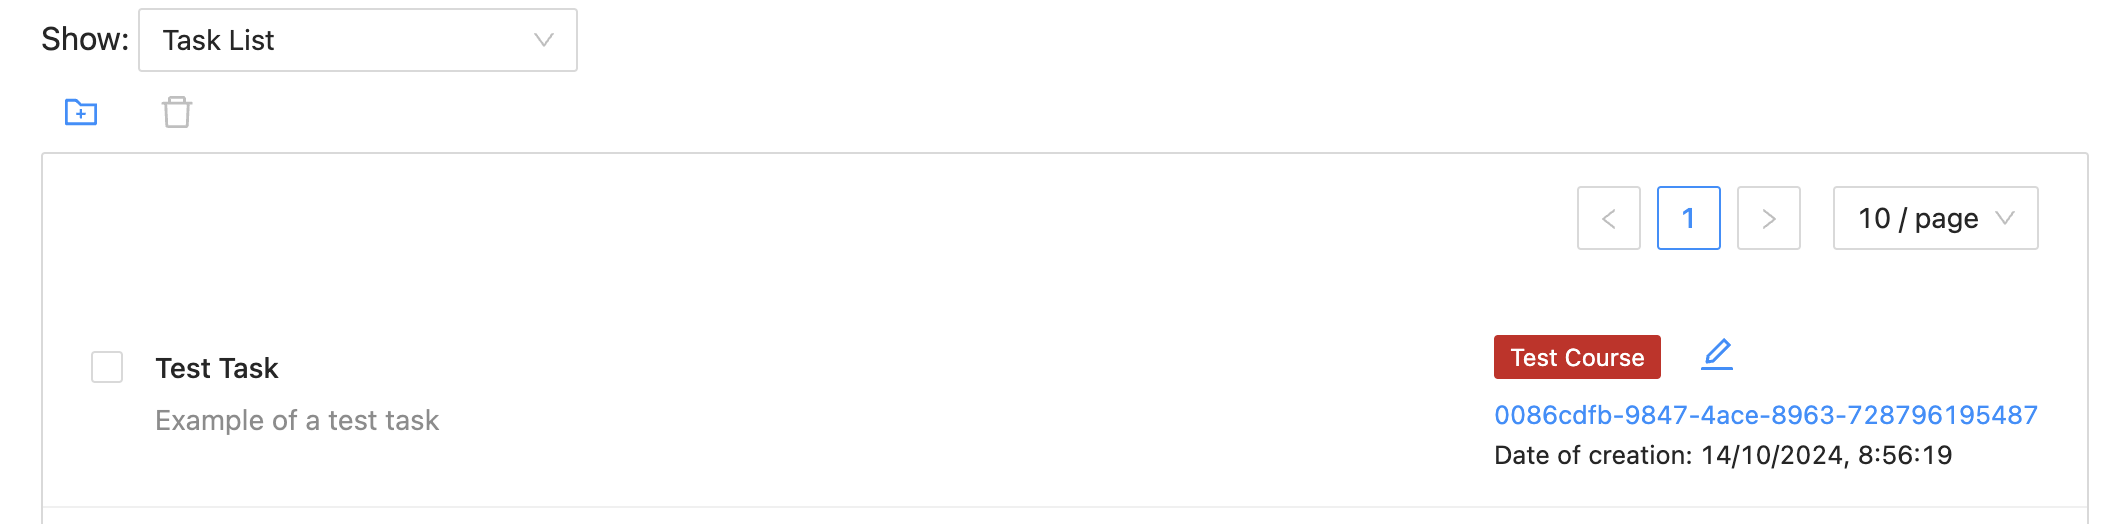 Show: Task List
1 10 / page
Test Task
Example of a test task
Test Course
0086cdfb-9847-4ace-8963-728796195487
Date of creation: 14/10/2024, 8:56:19